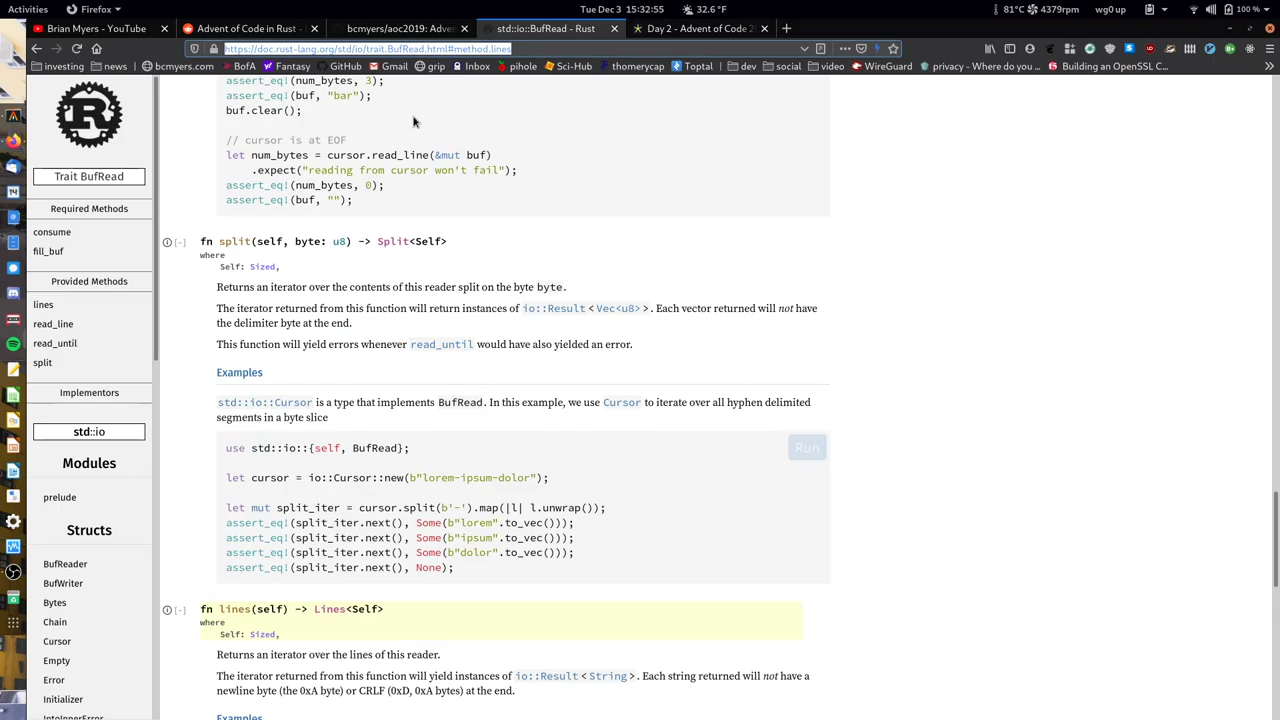 Activities
Firefox
Tue Dec 3 15:32:55
32.6 °F
81°C
4379rpm
wg0 up
100 %
Brian Myers - YouTube
Advent of Code in Rust -
bcmyers/aoc2019: Adven
std::io::BufRead - Rust
Day 2 - Advent of Code 20
https://doc.rust-lang.org/std/io/trait.BufRead.html#method.lines
investing
news
bcmyers.com
BofA
Fantasy
GitHub
Gmail
grip
Inbox
pihole
Sci-Hub
thomerycap
Toptal
dev
social
video
WireGuard
privacy - Where do you ...
Building an OpenSSL C...
Trait BufRead
Required Methods
consume
fill_buf
Provided Methods
lines
read_line
read_until
split
Implementors
std::io
Modules
prelude
Structs
BufReader
BufWriter
Bytes
Chain
Cursor
Empty
Error
Initializer
IntoInnerError
assert_eq!(num_bytes, 3);
assert_eq!(buf, "bar");
buf.clear();
// cursor is at EOF
let num_bytes = cursor.read_line(&mut buf)
.expect("reading from cursor won't fail");
assert_eq!(num_bytes, 0);
assert_eq!(buf, "");
[-] fn split(self, byte: u8) -> Split<Self>
where
Self: Sized,
Returns an iterator over the contents of this reader split on the byte byte.
The iterator returned from this function will return instances of io::Result<Vec<u8>>. Each vector returned will not have
the delimiter byte at the end.
This function will yield errors whenever read_until would have also yielded an error.
Examples
std::io::Cursor is a type that implements BufRead. In this example, we use Cursor to iterate over all hyphen delimited
segments in a byte slice
Run
use std::io::{self, BufRead};
let cursor = io::Cursor::new(b"lorem-ipsum-dolor");
let mut split_iter = cursor.split(b'-').map(|l| l.unwrap());
assert_eq!(split_iter.next(), Some(b"lorem".to_vec()));
assert_eq!(split_iter.next(), Some(b"ipsum".to_vec()));
assert_eq!(split_iter.next(), Some(b"dolor".to_vec()));
assert_eq!(split_iter.next(), None);
[-] fn lines(self) -> Lines<Self>
where
Self: Sized,
Returns an iterator over the lines of this reader.
The iterator returned from this function will yield instances of io::Result<String>. Each string returned will not have a
newline byte (the 0xA byte) or CRLF (0xD, 0xA bytes) at the end.
Examples